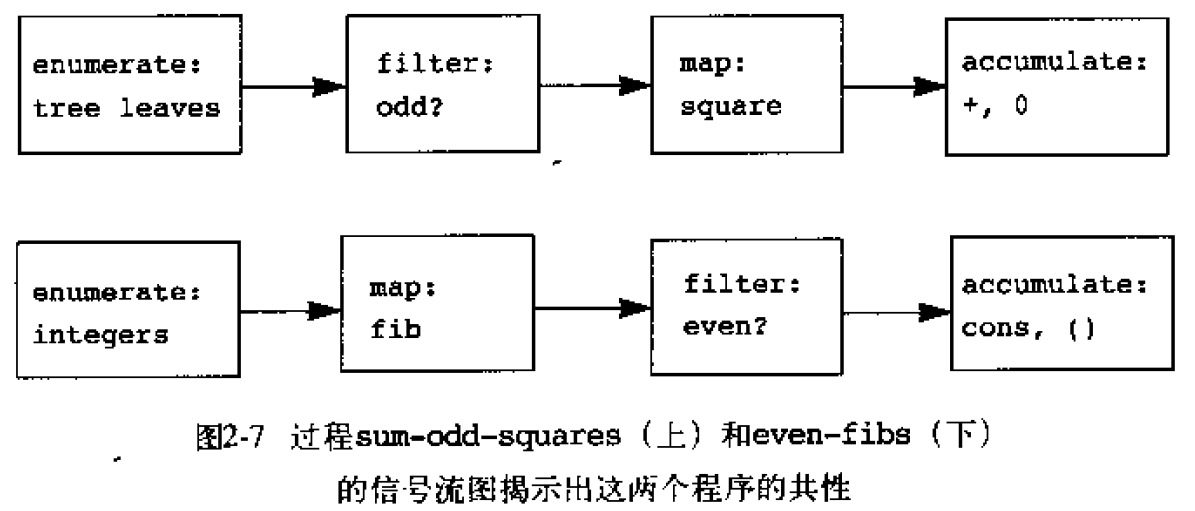 enumerate:
tree leaves
filter:
odd?
map:
square
accumulate:
+, 0
enumerate:
integers
map:
fib
filter:
even?
accumulate:
cons, ()
图2-7 过程sum-odd-squares（上）和even-fibs（下）
的信号流图揭示出这两个程序的共性